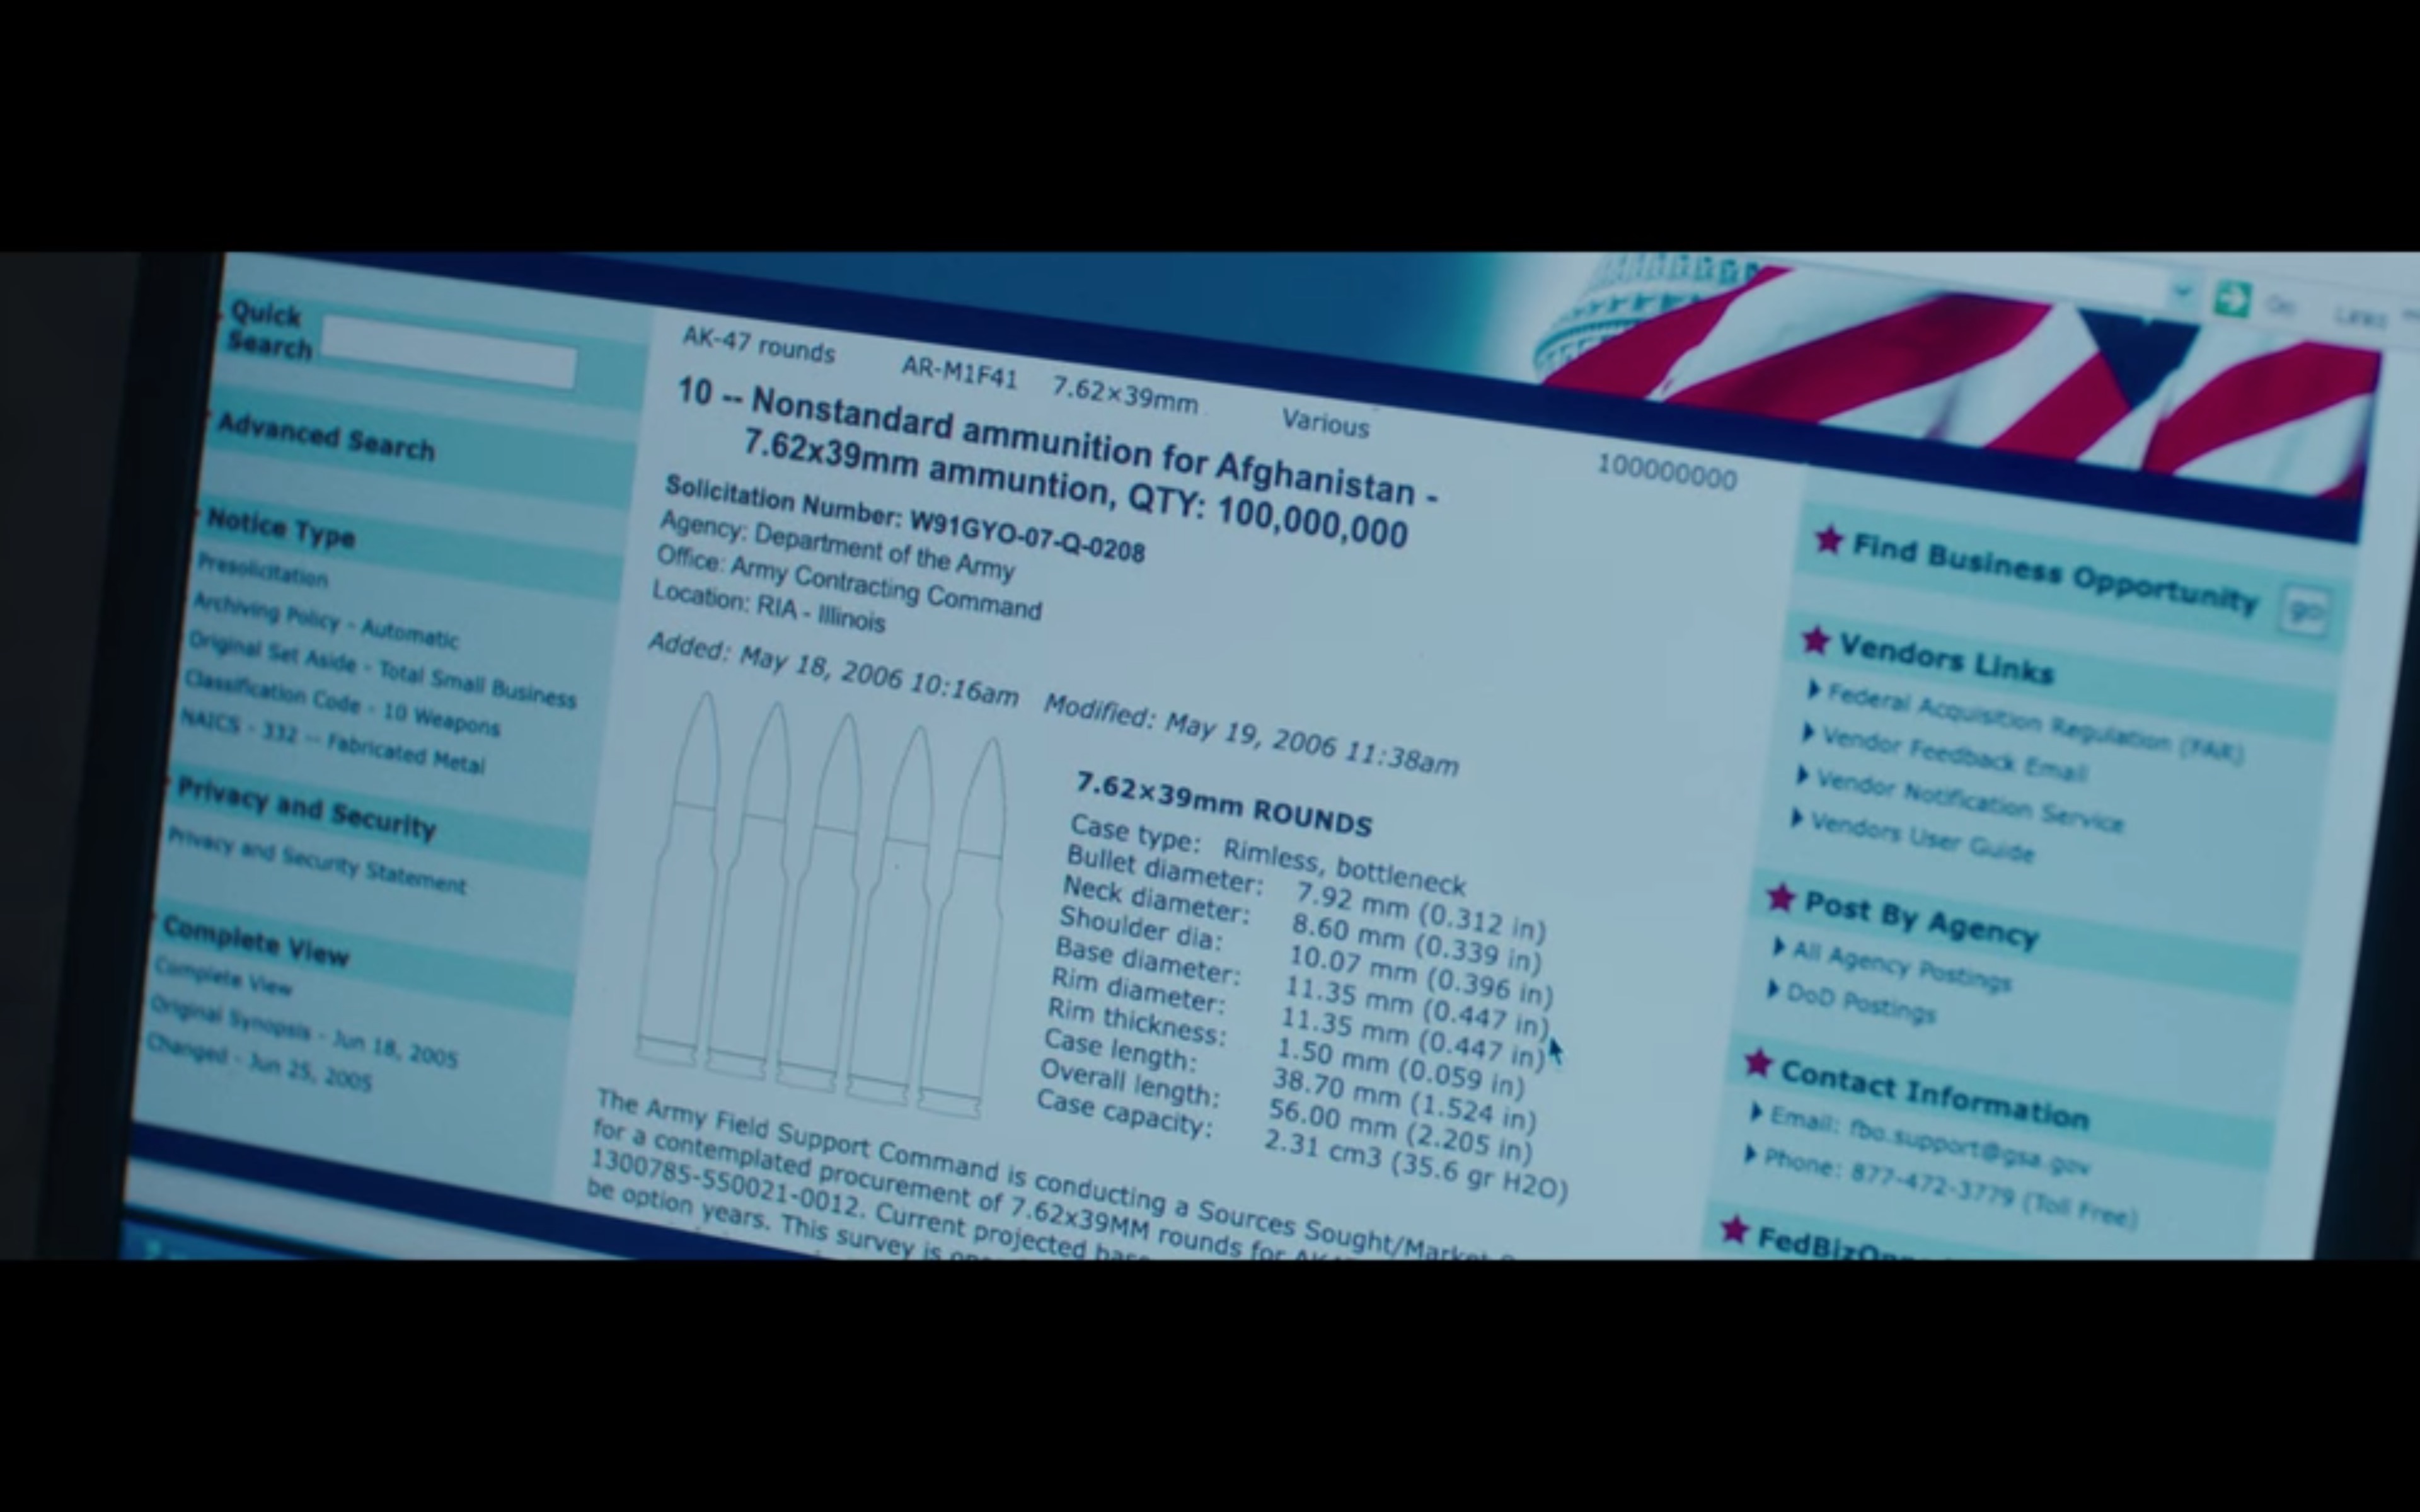 Quick
Search
Advanced Search
Notice Type
Presolicitation
Archiving Policy - Automatic
Original Set Aside - Total Small Business
Classification Code - 10 Weapons
NAICS - 332 -- Fabricated Metal
Privacy and Security
Privacy and Security Statement
Complete View
Complete View
Original Synopsis - Jun 18, 2005
Changed - Jun 25, 2005
AK-47 rounds AR-M1F41 7.62×39mm Various 100000000
10 -- Nonstandard ammunition for Afghanistan -
7.62x39mm ammuntion, QTY: 100,000,000
Solicitation Number: W91GYO-07-Q-0208
Agency: Department of the Army
Office: Army Contracting Command
Location: RIA - Illinois
Added: May 18, 2006 10:16am Modified: May 19, 2006 11:38am
7.62×39mm ROUNDS
Case type: Rimless, bottleneck
Bullet diameter: 7.92 mm (0.312 in)
Neck diameter: 8.60 mm (0.339 in)
Shoulder dia: 10.07 mm (0.396 in)
Base diameter: 11.35 mm (0.447 in)
Rim diameter: 11.35 mm (0.447 in)
Rim thickness: 1.50 mm (0.059 in)
Case length: 38.70 mm (1.524 in)
Overall length: 56.00 mm (2.205 in)
Case capacity: 2.31 cm3 (35.6 gr H2O)
The Army Field Support Command is conducting a Sources Sought/Market
for a contemplated procurement of 7.62x39MM rounds for
1300785-550021-0012. Current projected
be option years. This survey is
Go Links
Find Business Opportunity go
Vendors Links
Federal Acquisition Regulation (FAR)
Vendor Feedback Email
Vendor Notification Service
Vendors User Guide
Post By Agency
All Agency Postings
DoD Postings
Contact Information
Email: fbo.support@gsa.gov
Phone: 877-472-3779 (Toll Free)